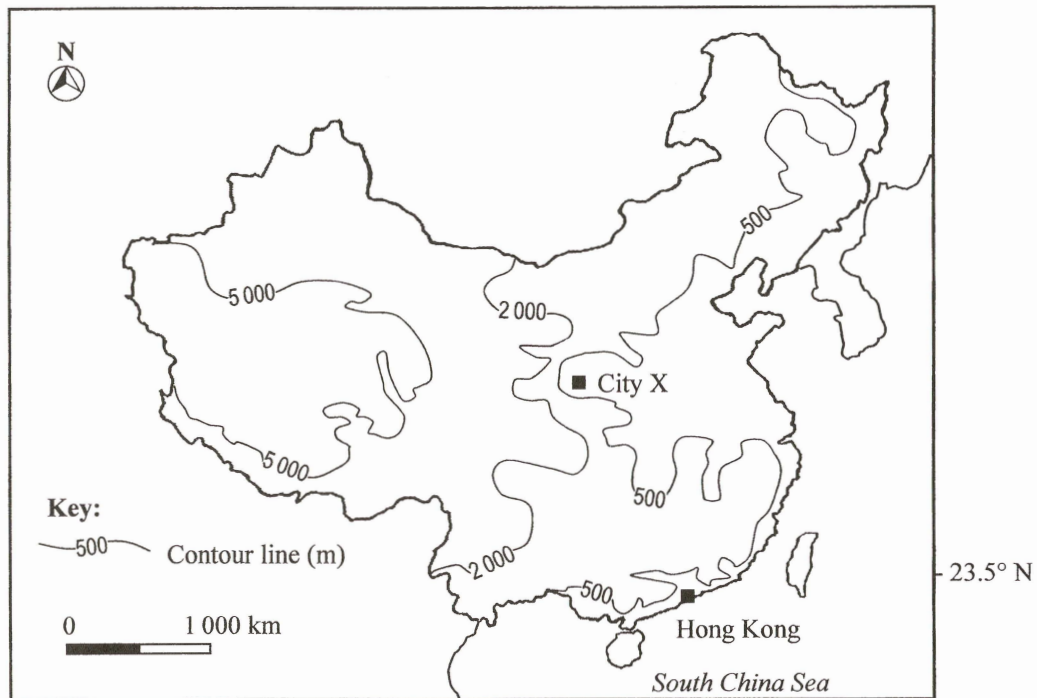 N
500
5 000
2 000
City X
5 000
500
Key:
500
Contour line (m)
2 000
23.5° N
500
0 1 000 km
Hong Kong
South China Sea